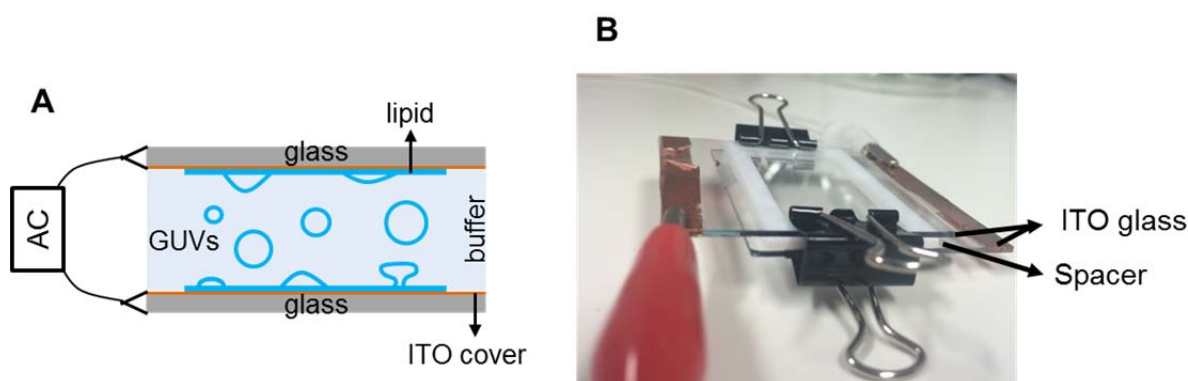 A
lipid
glass
AC
GUVs
buffer
glass
ITO cover
B
ITO glass
Spacer